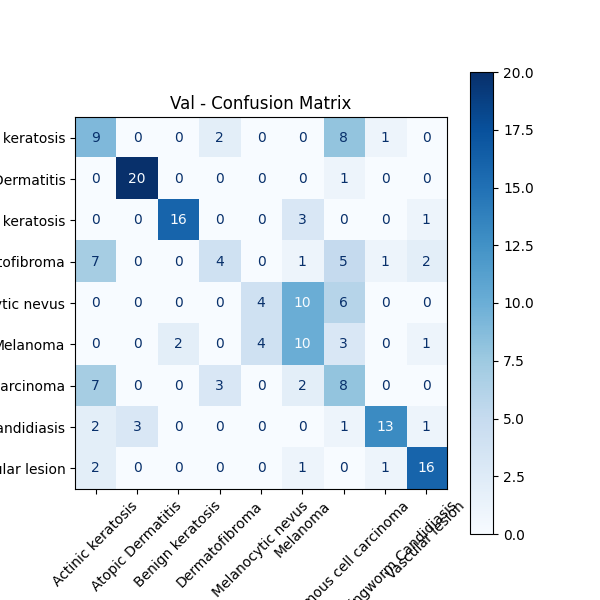 Val - Confusion Matrix
keratosis 9 0 0 2 0 0 8 1 0
Dermatitis 0 20 0 0 0 0 1 0 0
keratosis 0 0 16 0 0 3 0 0 1
tofibroma 7 0 0 4 0 1 5 1 2
ytic nevus 0 0 0 0 4 10 6 0 0
Melanoma 0 0 2 0 4 10 3 0 1
arcinoma 7 0 0 3 0 2 8 0 0
andidiasis 2 3 0 0 0 0 1 13 1
ular lesion 2 0 0 0 0 1 0 1 16
Actinic keratosis
Atopic Dermatitis
Benign keratosis
Dermatofibroma
Melanocytic nevus
Melanoma
mous cell carcinoma
ingworm Candidiasis
Vascular lesion
20.0
17.5
15.0
12.5
10.0
7.5
5.0
2.5
0.0